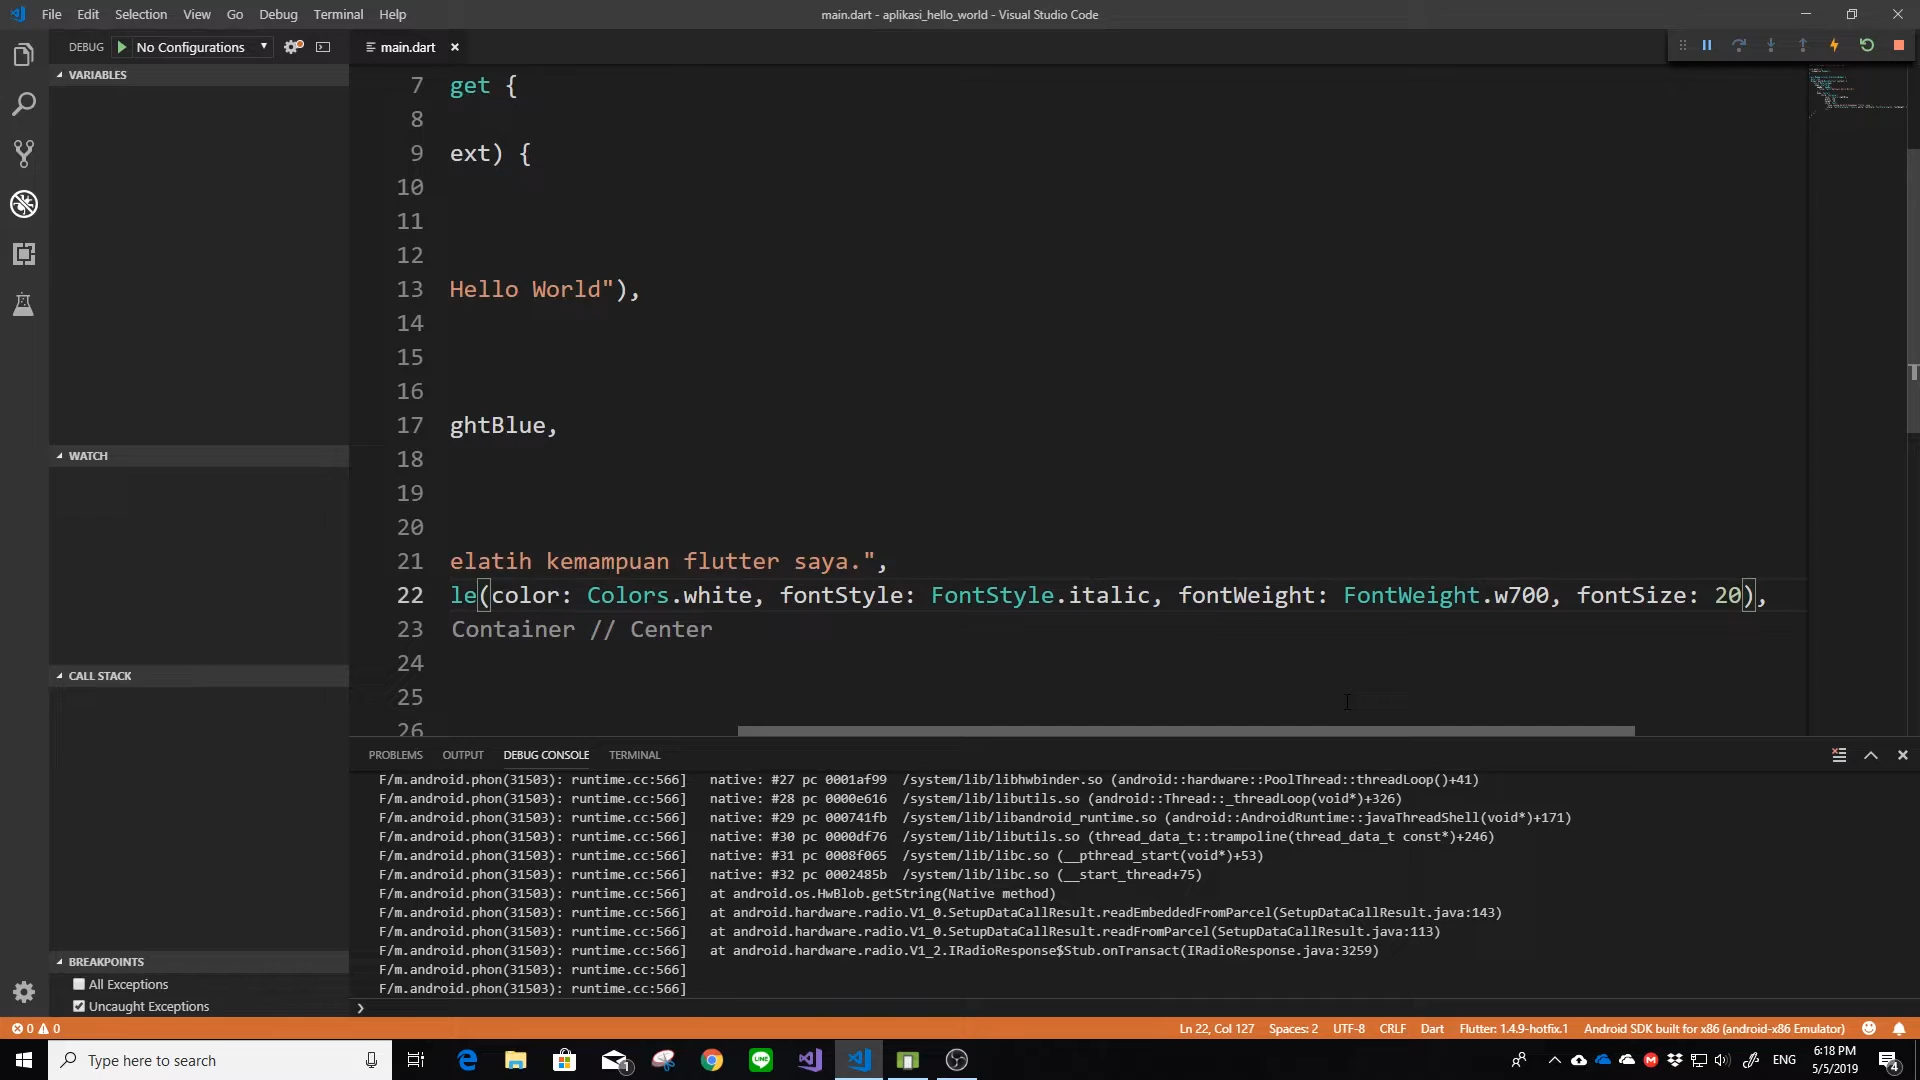 File Edit Selection View Go Debug Terminal Help
main.dart - aplikasi_hello_world - Visual Studio Code
DEBUG No Configurations
main.dart
VARIABLES
WATCH
CALL STACK
BREAKPOINTS
All Exceptions
Uncaught Exceptions
7 get {
8
9 ext) {
10
11
12
13 Hello World"),
14
15
16
17 ghtBlue,
18
19
20
21 elatih kemampuan flutter saya.",
22 le(color: Colors.white, fontStyle: FontStyle.italic, fontWeight: FontWeight.w700, fontSize: 20),
23 Container // Center
24
25
26
PROBLEMS OUTPUT DEBUG CONSOLE TERMINAL
F/m.android.phon(31503): runtime.cc:566] native: #27 pc 0001af99 /system/lib/libhwbinder.so (android::hardware::PoolThread::threadLoop()+41)
F/m.android.phon(31503): runtime.cc:566] native: #28 pc 0000e616 /system/lib/libutils.so (android::Thread::_threadLoop(void*)+326)
F/m.android.phon(31503): runtime.cc:566] native: #29 pc 000741fb /system/lib/libandroid_runtime.so (android::AndroidRuntime::javaThreadShell(void*)+171)
F/m.android.phon(31503): runtime.cc:566] native: #30 pc 0000df76 /system/lib/libutils.so (thread_data_t::trampoline(thread_data_t const*)+246)
F/m.android.phon(31503): runtime.cc:566] native: #31 pc 0008f065 /system/lib/libc.so (__pthread_start(void*)+53)
F/m.android.phon(31503): runtime.cc:566] native: #32 pc 0002485b /system/lib/libc.so (__start_thread+75)
F/m.android.phon(31503): runtime.cc:566] at android.os.HwBlob.getString(Native method)
F/m.android.phon(31503): runtime.cc:566] at android.hardware.radio.V1_0.SetupDataCallResult.readEmbeddedFromParcel(SetupDataCallResult.java:143)
F/m.android.phon(31503): runtime.cc:566] at android.hardware.radio.V1_0.SetupDataCallResult.readFromParcel(SetupDataCallResult.java:113)
F/m.android.phon(31503): runtime.cc:566] at android.hardware.radio.V1_2.IRadioResponse$Stub.onTransact(IRadioResponse.java:3259)
F/m.android.phon(31503): runtime.cc:566]
F/m.android.phon(31503): runtime.cc:566]
0 0 Ln 22, Col 127 Spaces: 2 UTF-8 CRLF Dart Flutter: 1.4.9-hotfix.1 Android SDK built for x86 (android-x86 Emulator)
Type here to search
1
LINE
ENG
6:18 PM
5/5/2019
4